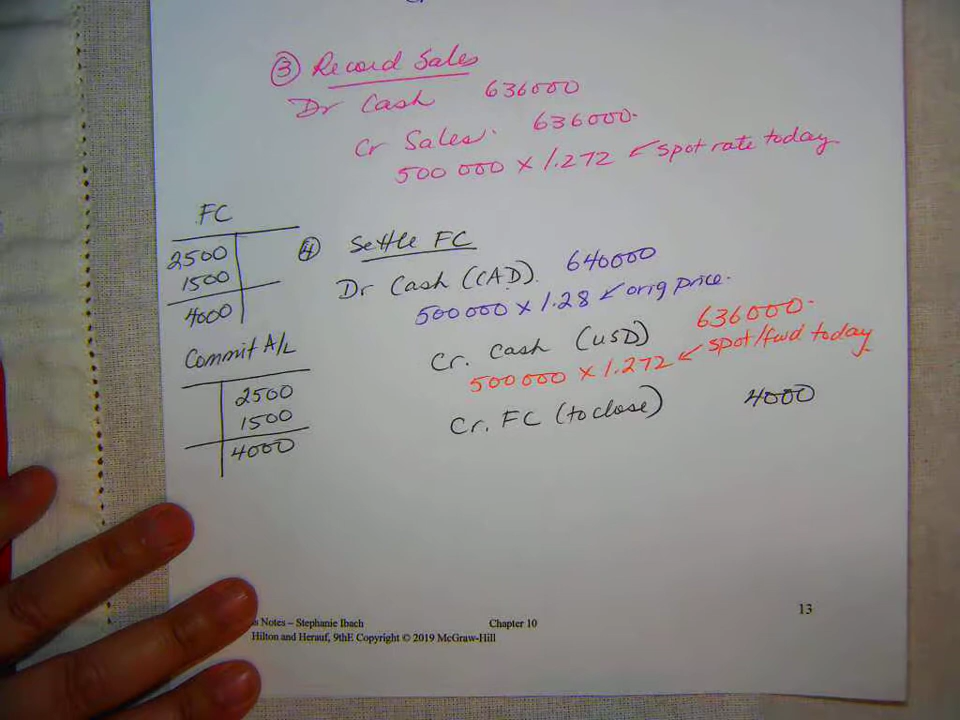 ③ Record Sales
Dr Cash 636000
Cr Sales. 636000.
500 000 × 1.272 ← spot rate today
FC
2500
1500
4000
Commit A/L
2500
1500
4000
④ Settle FC
Dr Cash (CAD). 640000
500 000 × 1.28 ← orig price.
Cr. Cash (USD) 636000.
500 000 × 1.272 ← spot/fwd today
Cr. FC (to close) 4000
13
s Notes – Stephanie Ibach Chapter 10
Hilton and Herauf, 9thE Copyright © 2019 McGraw-Hill